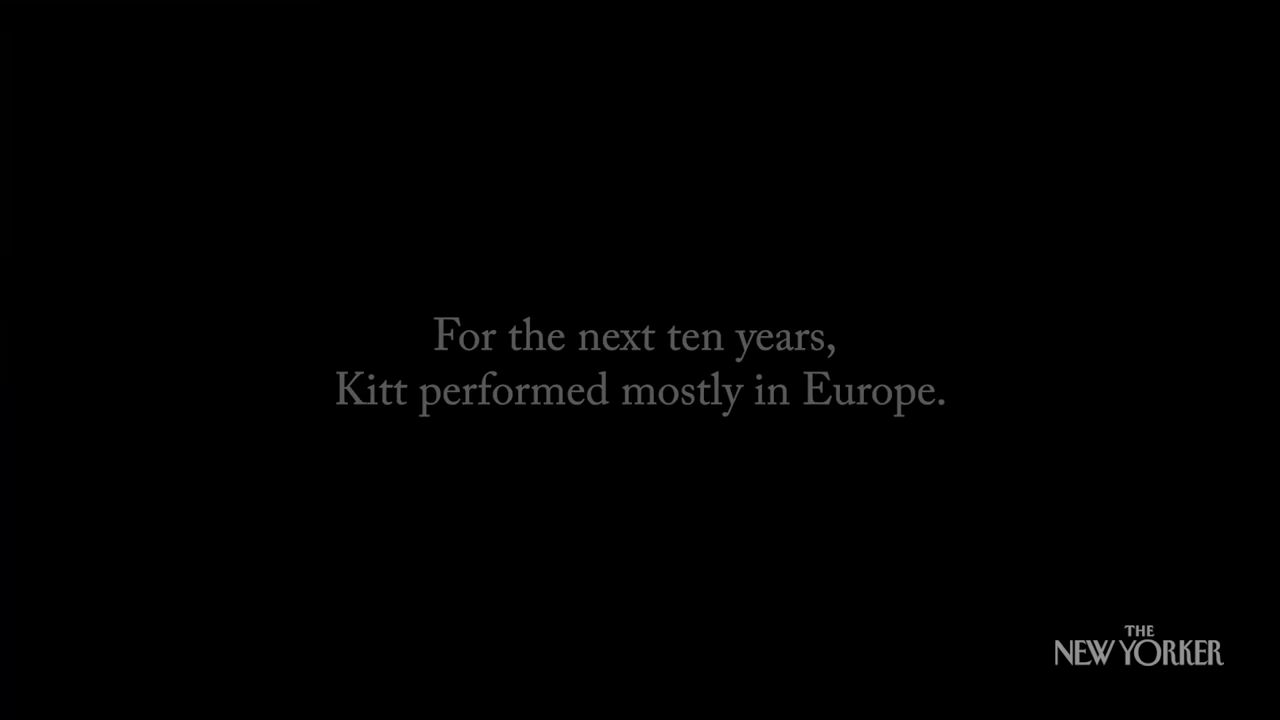 For the next ten years,
Kitt performed mostly in Europe.
THE
NEW YORKER